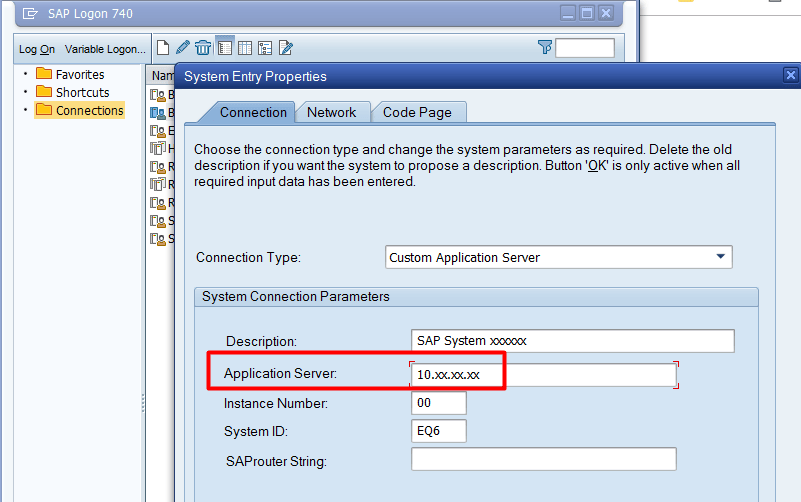 SAP Logon 740
Log On Variable Logon...
Favorites
Shortcuts
Connections
Nam
B
B
E
H
R
R
R
S
S
System Entry Properties
Connection Network Code Page
Choose the connection type and change the system parameters as required. Delete the old
description if you want the system to propose a description. Button 'OK' is only active when all
required input data has been entered.
Connection Type: Custom Application Server
System Connection Parameters
Description: SAP System xxxxxx
Application Server: 10.xx.xx.xx
Instance Number: 00
System ID: EQ6
SAProuter String: